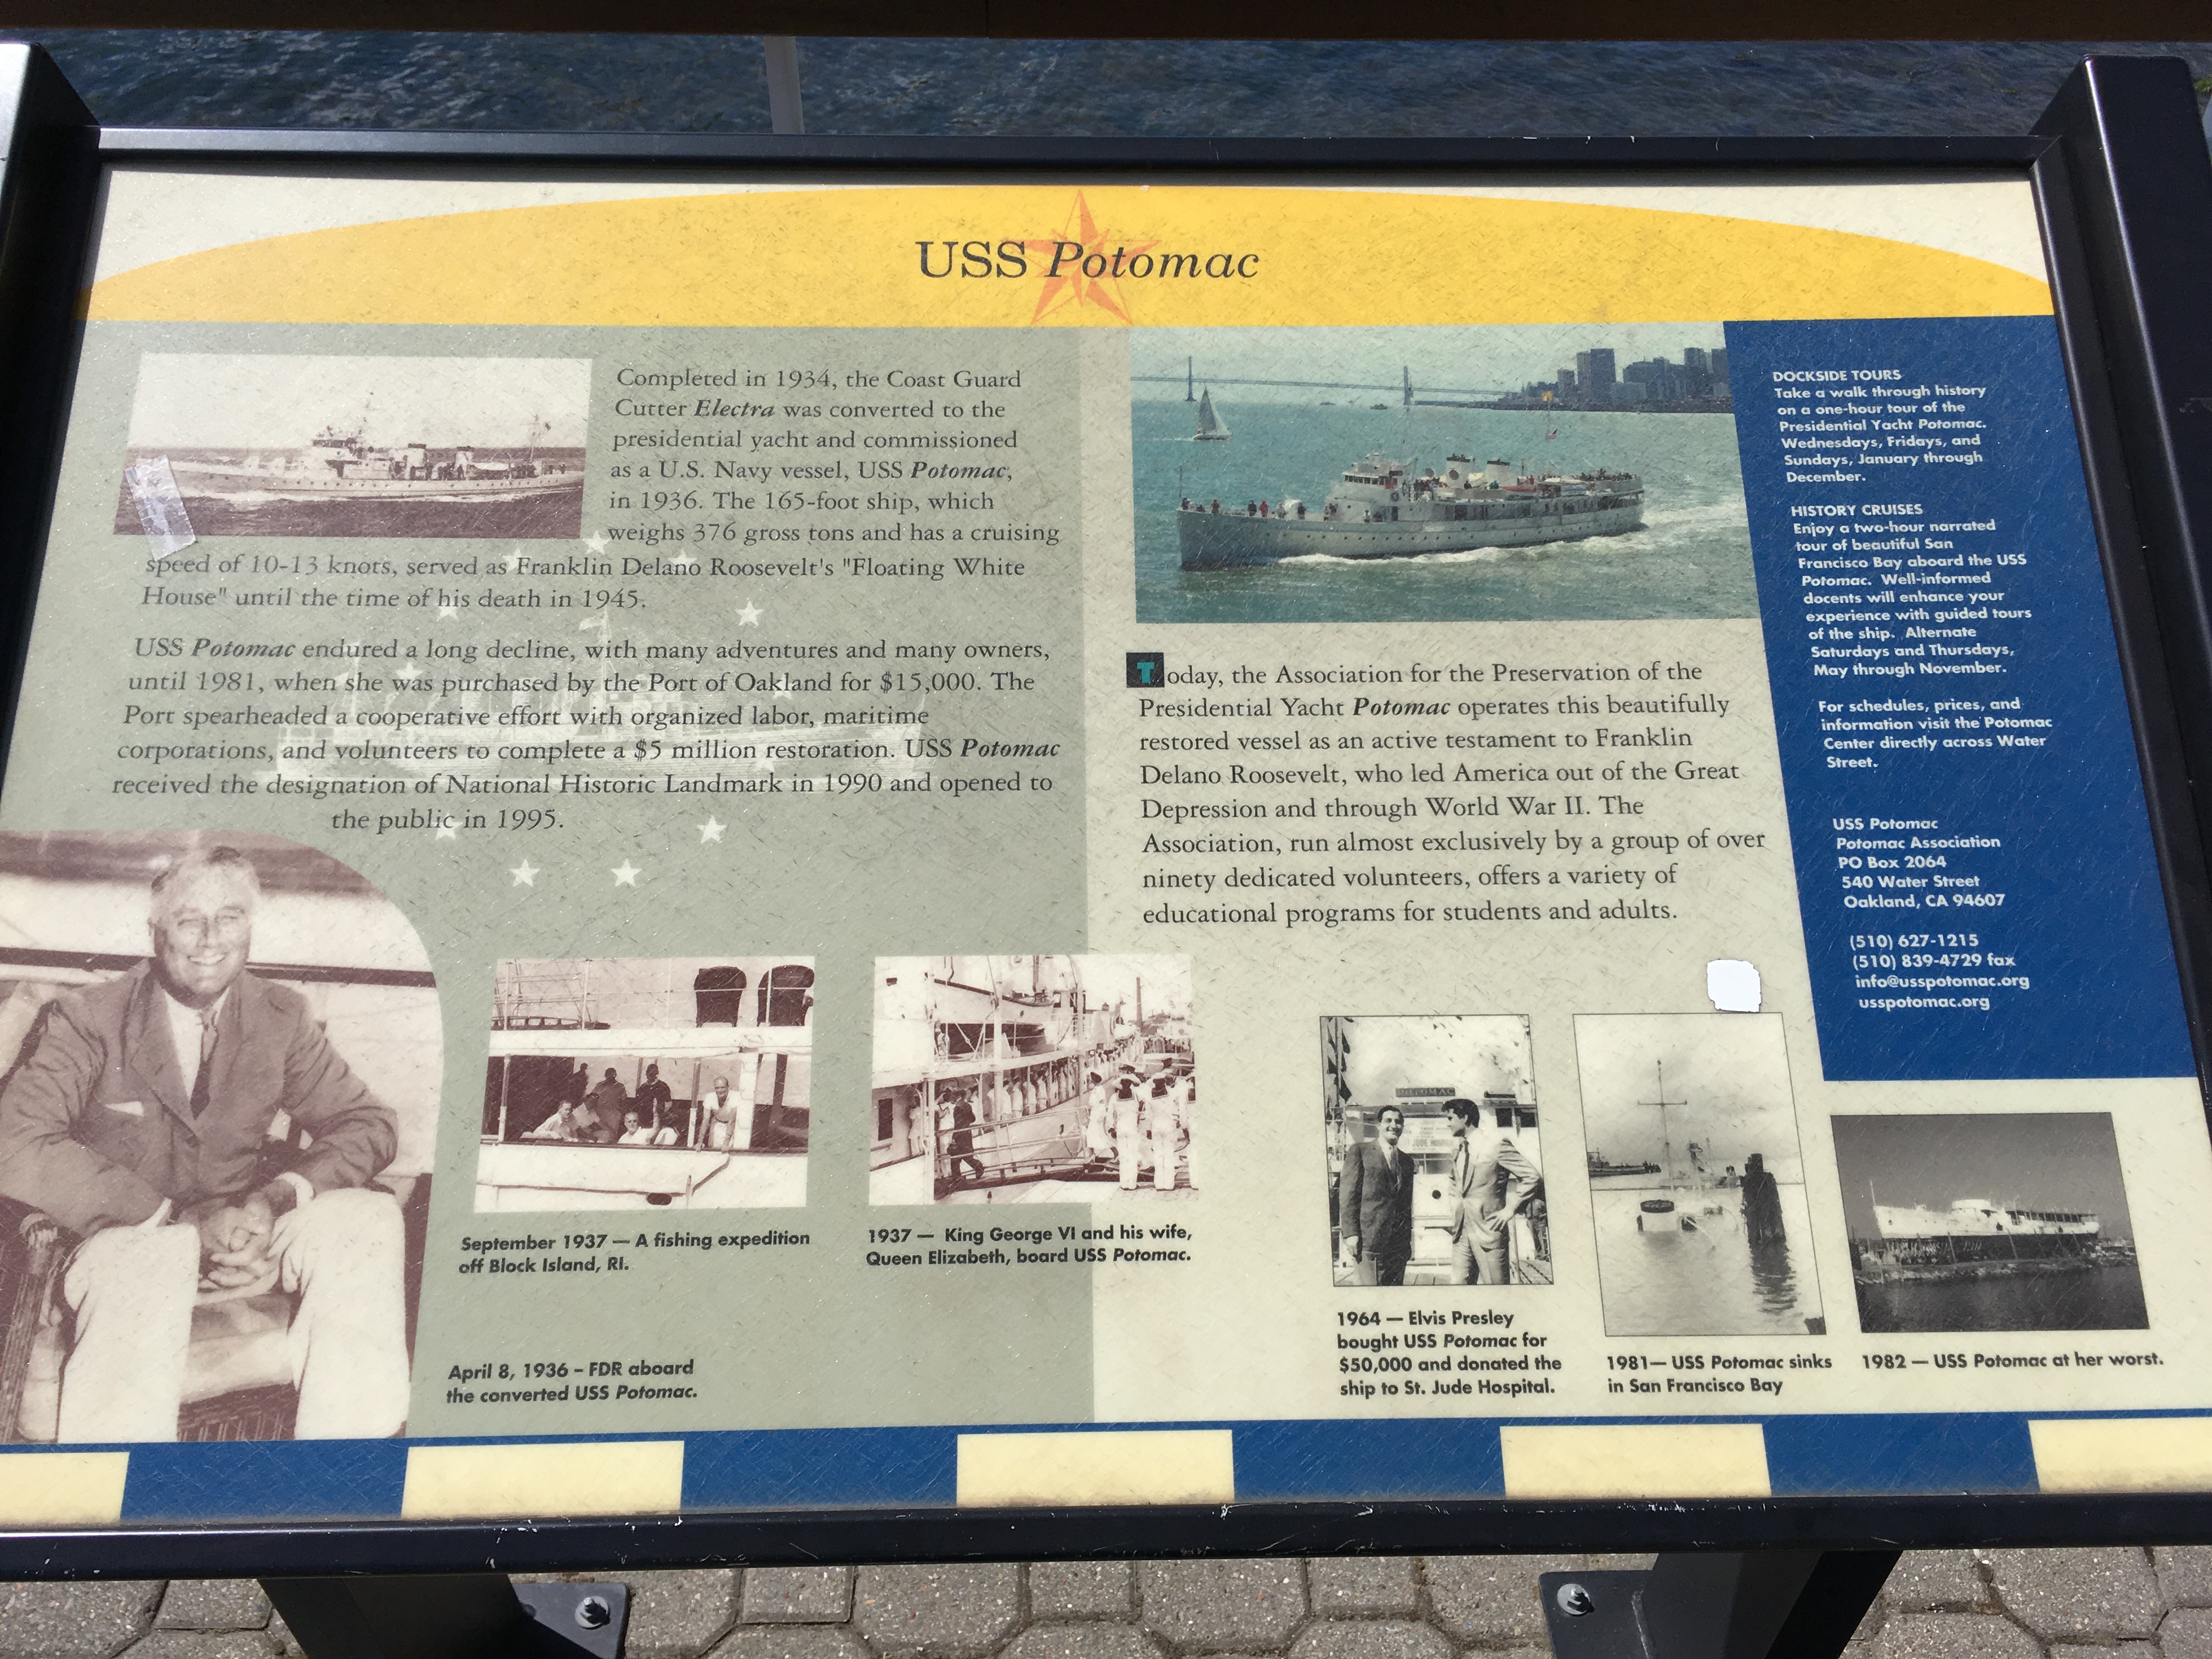 USS Potomac
Completed in 1934, the Coast Guard
Cutter Electra was converted to the
presidential yacht and commissioned
as a U.S. Navy vessel, USS Potomac,
in 1936. The 165-foot ship, which
weighs 376 gross tons and has a cruising
speed of 10-13 knots, served as Franklin Delano Roosevelt's "Floating White
House" until the time of his death in 1945.
USS Potomac endured a long decline, with many adventures and many owners,
until 1981, when she was purchased by the Port of Oakland for $15,000. The
Port spearheaded a cooperative effort with organized labor, maritime
corporations, and volunteers to complete a $5 million restoration. USS Potomac
received the designation of National Historic Landmark in 1990 and opened to
the public in 1995.
September 1937 — A fishing expedition
off Block Island, RI.
1937 — King George VI and his wife,
Queen Elizabeth, board USS Potomac.
April 8, 1936 – FDR aboard
the converted USS Potomac.
Today, the Association for the Preservation of the
Presidential Yacht Potomac operates this beautifully
restored vessel as an active testament to Franklin
Delano Roosevelt, who led America out of the Great
Depression and through World War II. The
Association, run almost exclusively by a group of over
ninety dedicated volunteers, offers a variety of
educational programs for students and adults.
POTOMAC
1964 — Elvis Presley
bought USS Potomac for
$50,000 and donated the
ship to St. Jude Hospital.
1981— USS Potomac sinks
in San Francisco Bay
1982 — USS Potomac at her worst.
DOCKSIDE TOURS
Take a walk through history
on a one-hour tour of the
Presidential Yacht Potomac.
Wednesdays, Fridays, and
Sundays, January through
December.
HISTORY CRUISES
Enjoy a two-hour narrated
tour of beautiful San
Francisco Bay aboard the USS
Potomac. Well-informed
docents will enhance your
experience with guided tours
of the ship. Alternate
Saturdays and Thursdays,
May through November.
For schedules, prices, and
information visit the Potomac
Center directly across Water
Street.
USS Potomac
Potomac Association
PO Box 2064
540 Water Street
Oakland, CA 94607
(510) 627-1215
(510) 839-4729 fax
info@usspotomac.org
usspotomac.org